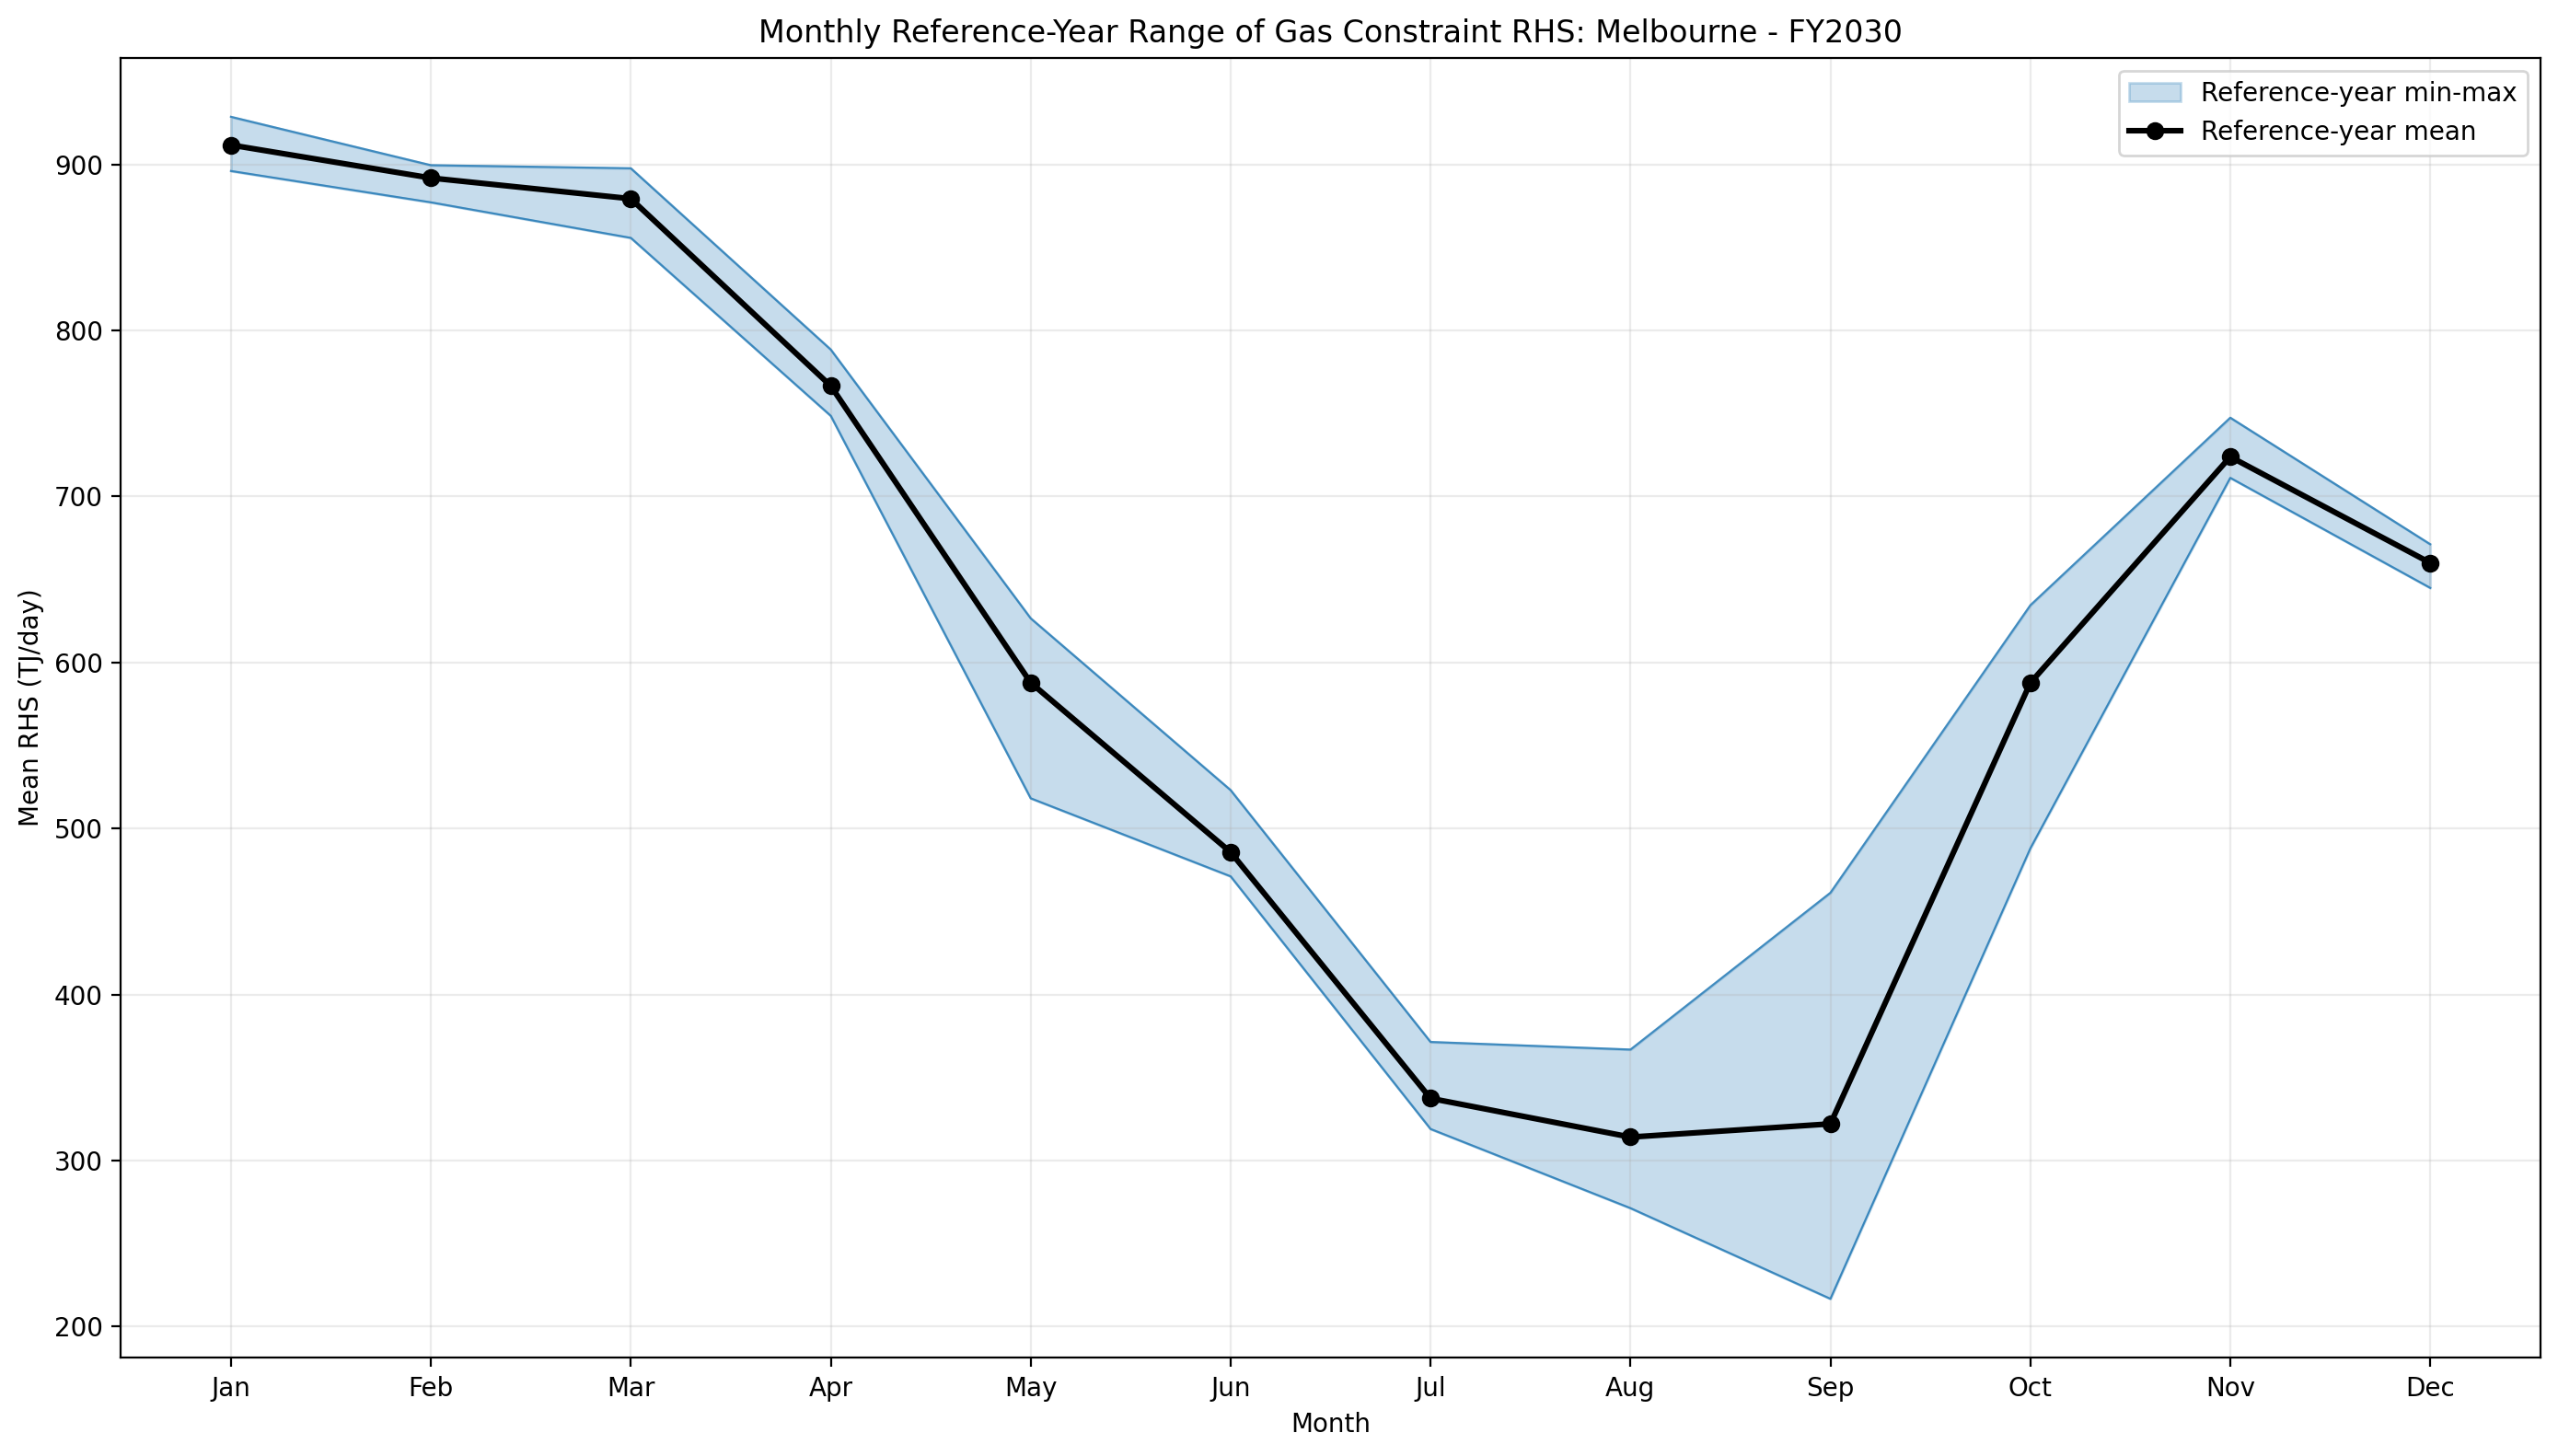 Monthly Reference-Year Range of Gas Constraint RHS: Melbourne - FY2030
Reference-year min-max
Reference-year mean
Mean RHS (TJ/day)
900
800
700
600
500
400
300
200
Jan Feb Mar Apr May Jun Jul Aug Sep Oct Nov Dec
Month